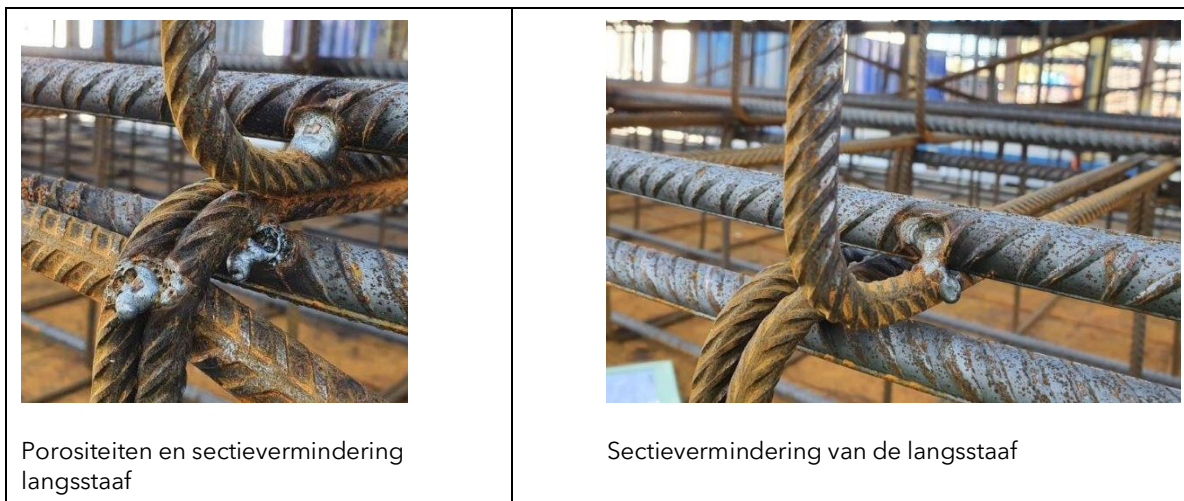 Porositeiten en sectievermindering
langsstaaf
Sectievermindering van de langsstaaf